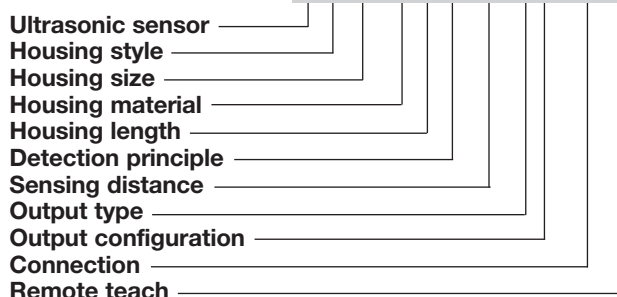 Ultrasonic sensor
Housing style
Housing size
Housing material
Housing length
Detection principle
Sensing distance
Output type
Output configuration
Connection
Remote teach